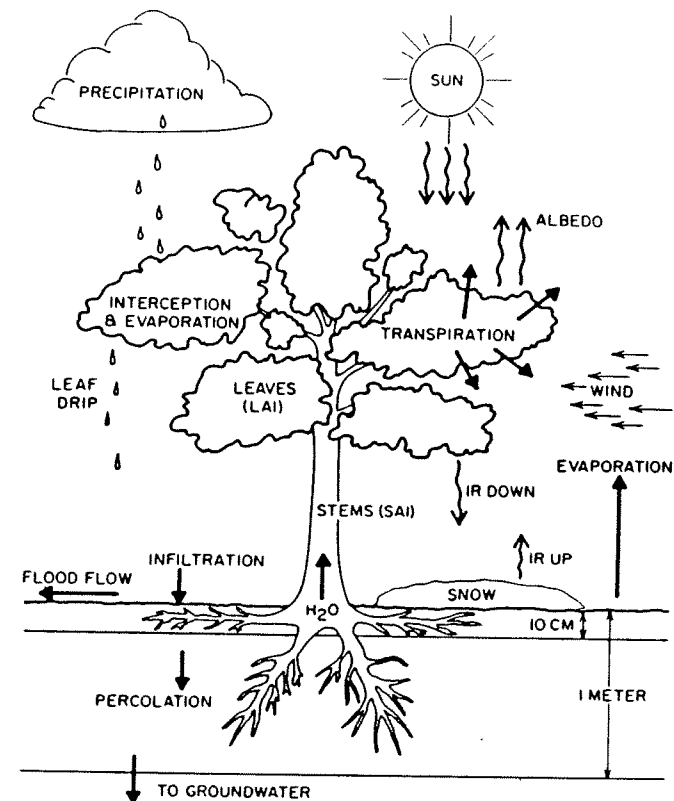 PRECIPITATION
SUN
ALBEDO
INTERCEPTION
& EVAPORATION
TRANSPIRATION
LEAF
DRIP
LEAVES
(LAI)
WIND
EVAPORATION
IR DOWN
STEMS (SAI)
INFILTRATION
IR UP
FLOOD FLOW
SNOW
H2O
10 CM
PERCOLATION
1 METER
TO GROUNDWATER